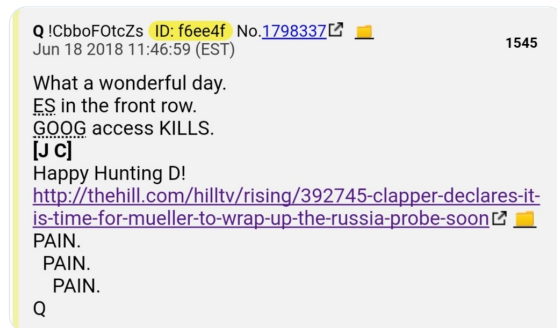 Q !CbboFOtcZs ID: f6ee4f No.1798337
Jun 18 2018 11:46:59 (EST)
1545
What a wonderful day.
ES in the front row.
GOOG access KILLS.
[J C]
Happy Hunting D!
http://thehill.com/hilltv/rising/392745-clapper-declares-it-
is-time-for-mueller-to-wrap-up-the-russia-probe-soon
PAIN.
PAIN.
PAIN.
Q